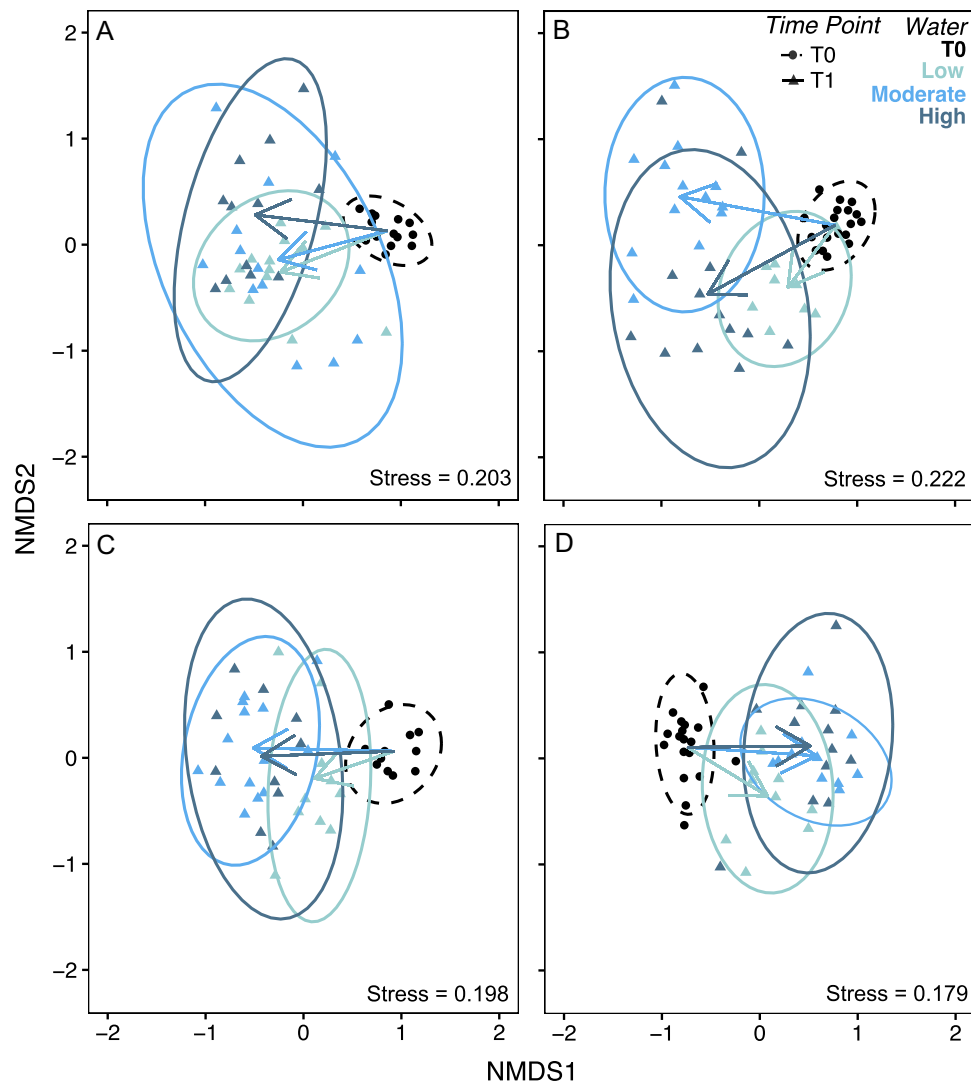 A
B
Time Point
Water
T0
T0
T1
Low
Moderate
High
2
1
0
−1
−2
Stress = 0.203
Stress = 0.222
NMDS2
C
D
2
1
0
−1
−2
Stress = 0.198
Stress = 0.179
−2
−1
0
1
2
−2
−1
0
1
2
NMDS1